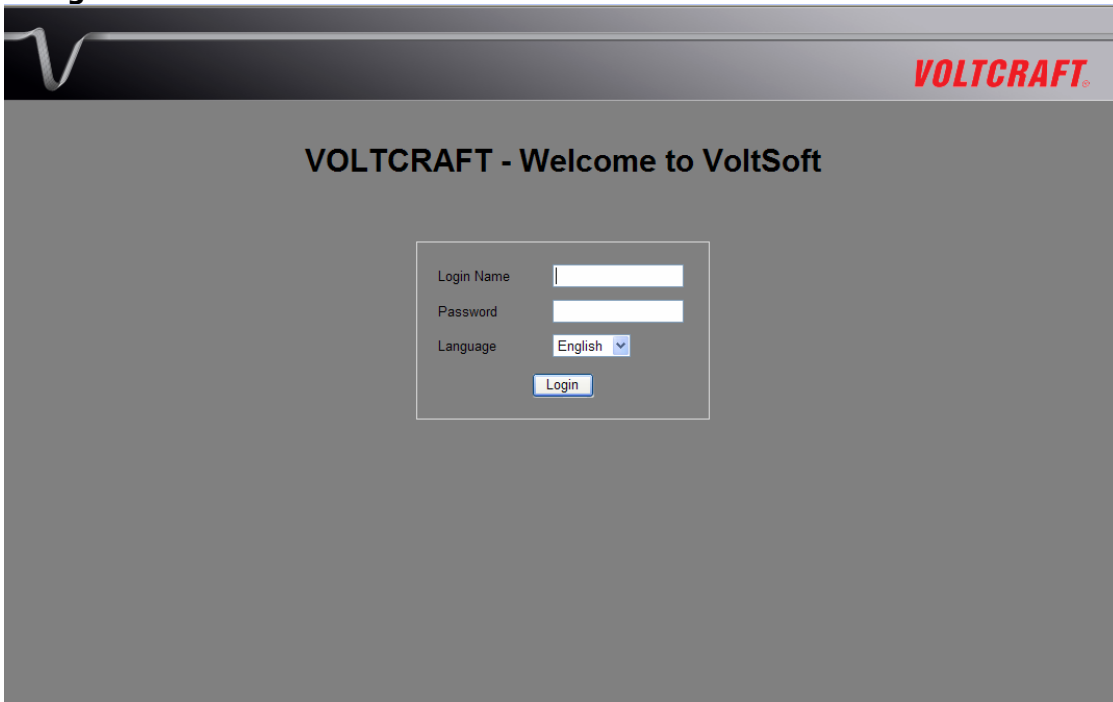 VOLTCRAFT®
VOLTCRAFT - Welcome to VoltSoft
Login Name
Password
Language English
Login